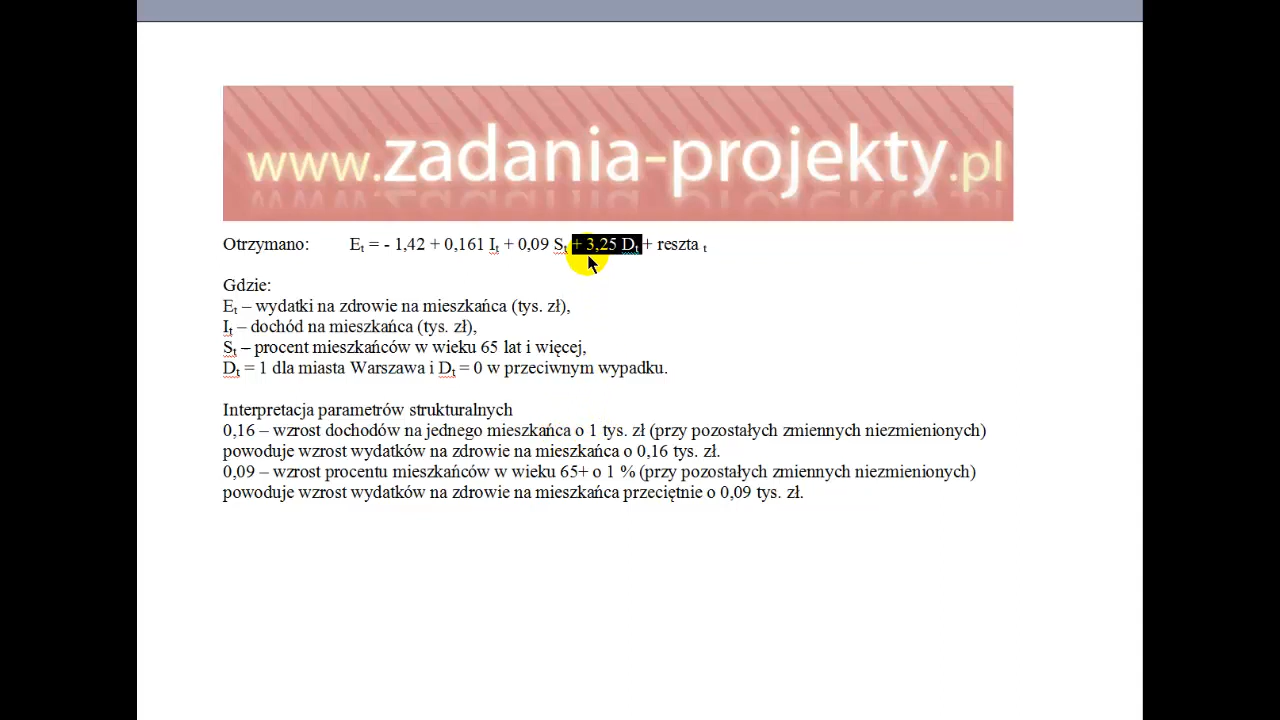 www.zadania-projekty.pl
Otrzymano: Et = - 1,42 + 0,161 It + 0,09 St + 3,25 Dt + reszta t
Gdzie:
Et – wydatki na zdrowie na mieszkańca (tys. zł),
It – dochód na mieszkańca (tys. zł),
St – procent mieszkańców w wieku 65 lat i więcej,
Dt = 1 dla miasta Warszawa i Dt = 0 w przeciwnym wypadku.
Interpretacja parametrów strukturalnych
0,16 – wzrost dochodów na jednego mieszkańca o 1 tys. zł (przy pozostałych zmiennych niezmienionych)
powoduje wzrost wydatków na zdrowie na mieszkańca o 0,16 tys. zł.
0,09 – wzrost procentu mieszkańców w wieku 65+ o 1 % (przy pozostałych zmiennych niezmienionych)
powoduje wzrost wydatków na zdrowie na mieszkańca przeciętnie o 0,09 tys. zł.